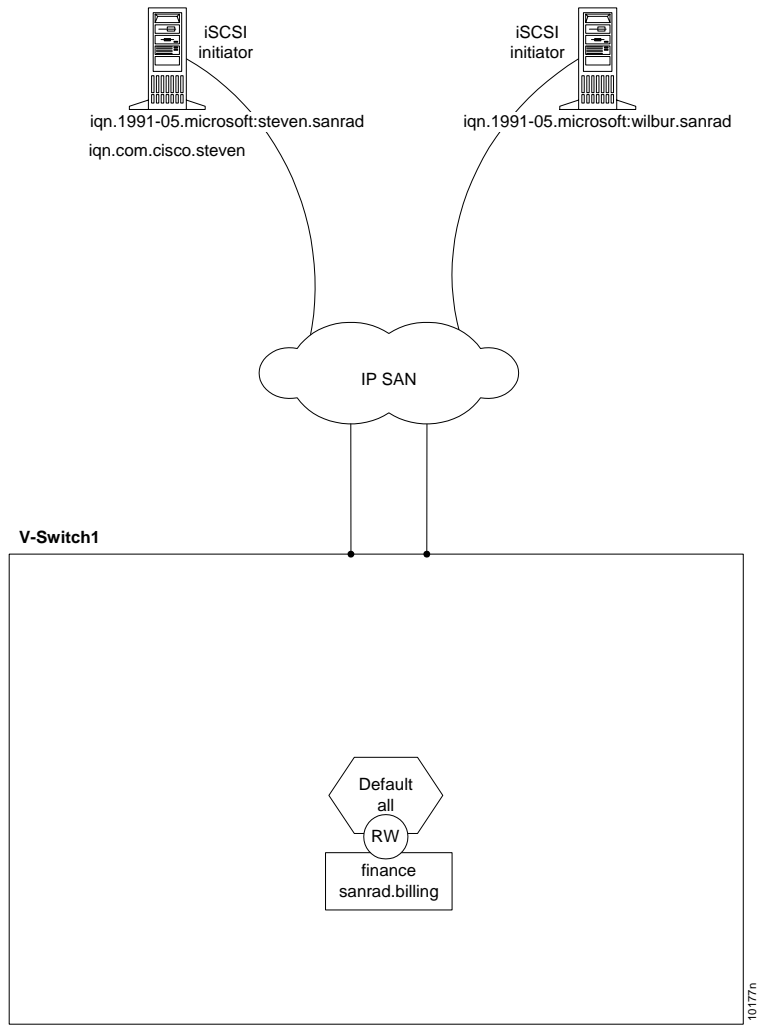 iSCSI
initiator
iSCSI
initiator
iqn.1991-05.microsoft:steven.sanrad
iqn.com.cisco.steven
iqn.1991-05.microsoft:wilbur.sanrad
IP SAN
V-Switch1
Default
all
RW
finance
sanrad.billing
10177n